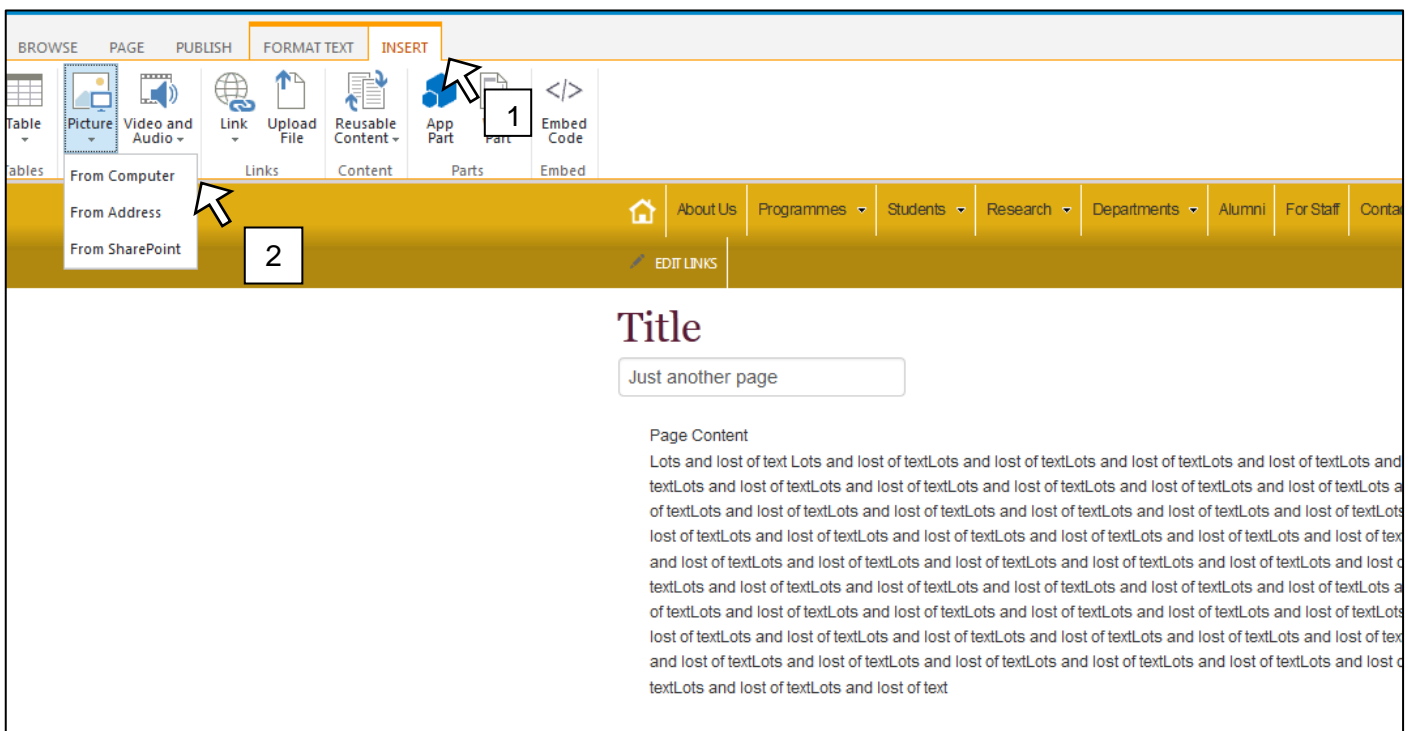 BROWSE PAGE PUBLISH FORMAT TEXT INSERT
Table Picture Video and Audio Link Upload File Reusable Content App Part Part Embed Code
1
Tables Links Content Parts Embed
From Computer
From Address
From SharePoint
2
About Us Programmes Students Research Departments Alumni For Staff
EDIT LINKS
Title
Just another page
Page Content
Lots and lost of text Lots and lost of textLots and lost of textLots and lost of textLots and lost of textLots and
textLots and lost of textLots and lost of textLots and lost of textLots and lost of textLots and lost of textLots
of textLots and lost of textLots and lost of textLots and lost of textLots and lost of textLots and lost of textLots
lost of textLots and lost of textLots and lost of textLots and lost of textLots and lost of textLots and lost of
and lost of textLots and lost of textLots and lost of textLots and lost of textLots and lost of textLots and lost
textLots and lost of textLots and lost of textLots and lost of textLots and lost of textLots and lost of textLots
of textLots and lost of textLots and lost of textLots and lost of textLots and lost of textLots and lost of textLots
lost of textLots and lost of textLots and lost of textLots and lost of textLots and lost of textLots and lost of
and lost of textLots and lost of textLots and lost of textLots and lost of textLots and lost of textLots and lost
textLots and lost of textLots and lost of text